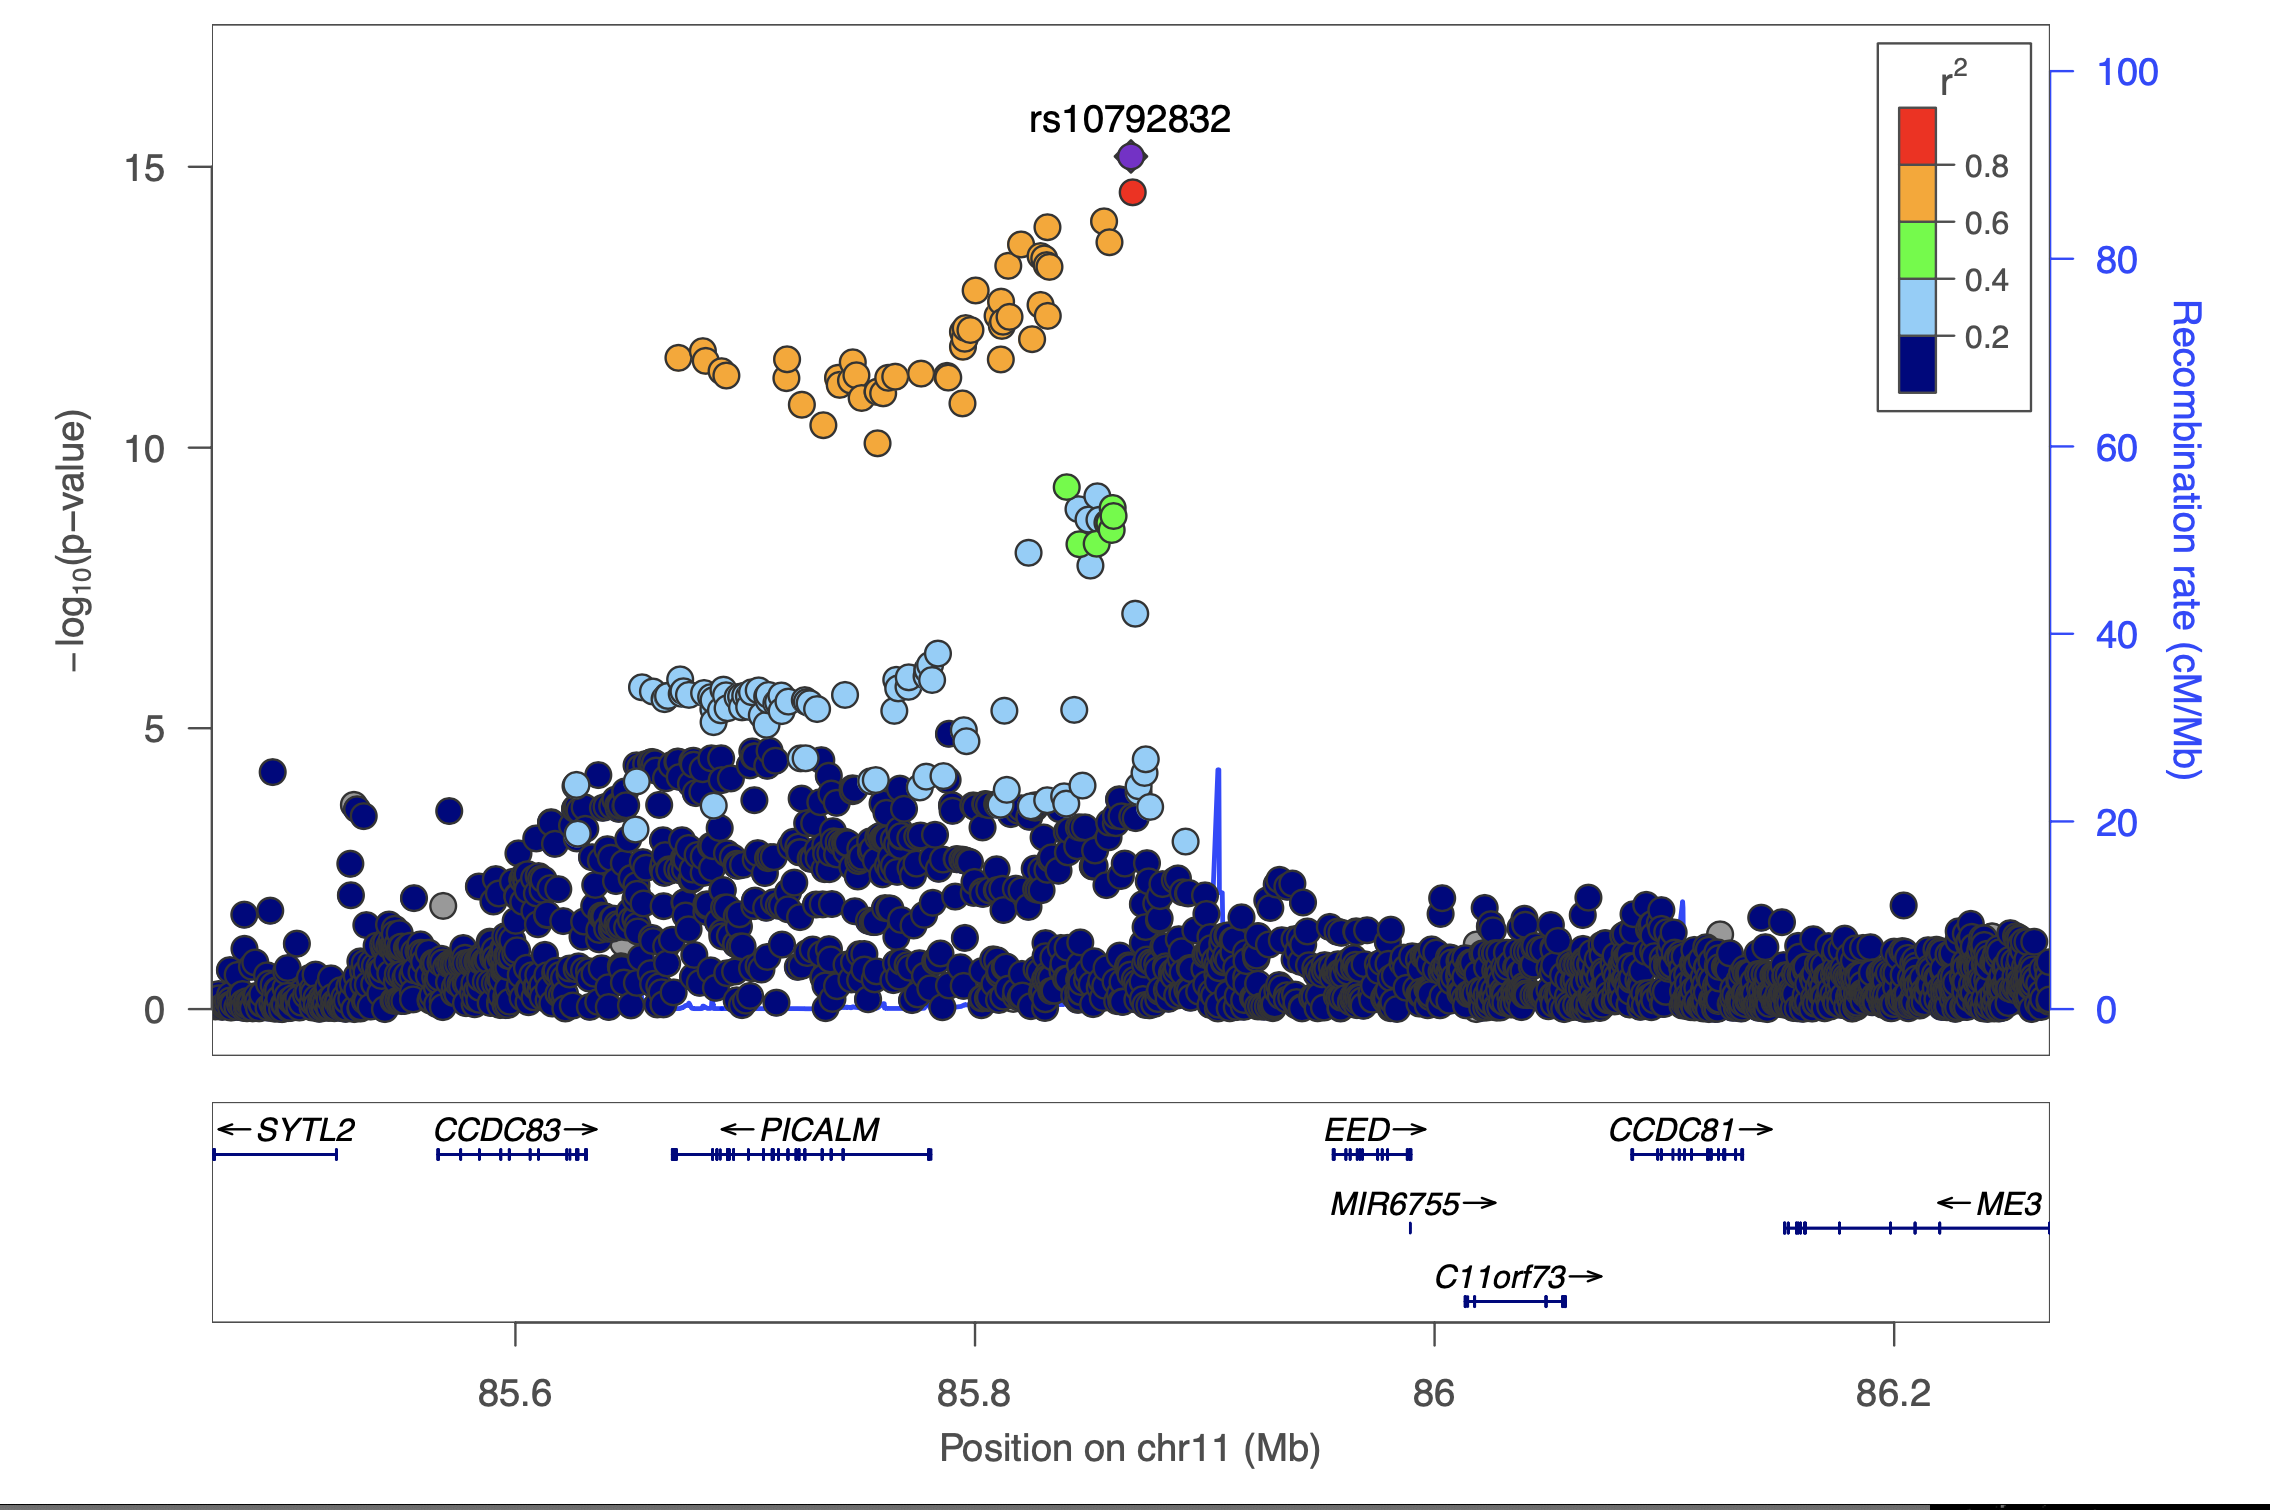 rs10792832
r2
0.8
0.6
0.4
0.2
15
10
5
0
−log10(p−value)
100
80
60
40
20
0
Recombination rate (cM/Mb)
←SYTL2
CCDC83→
←PICALM
EED→
CCDC81→
MIR6755→
←ME3
C11orf73→
85.6
85.8
86
86.2
Position on chr11 (Mb)